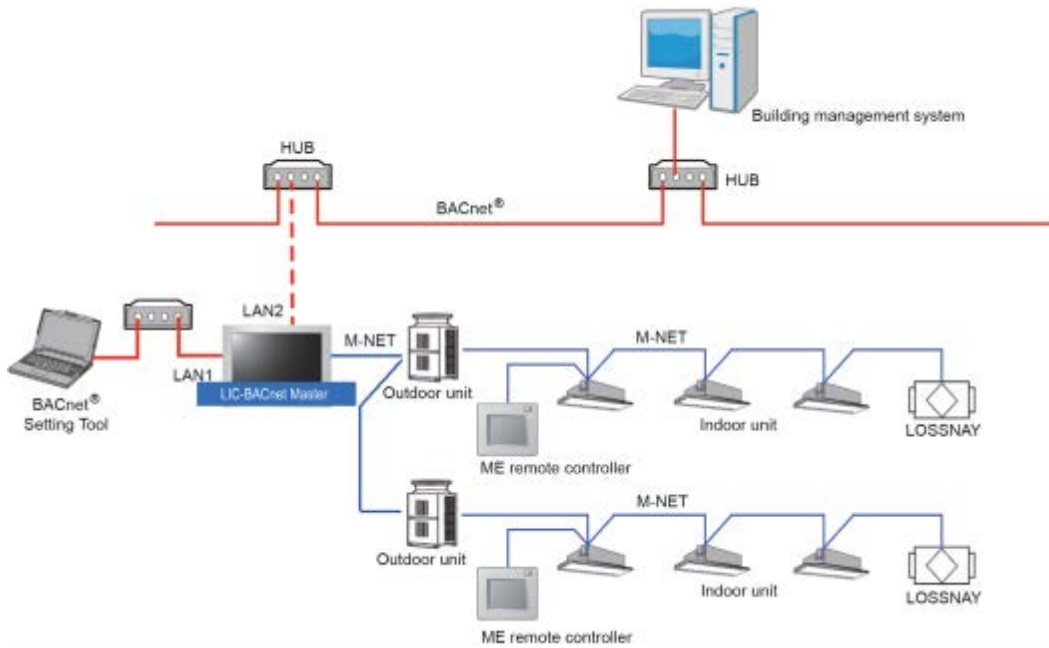 Building management system
HUB
HUB
BACnet®
LAN2
M-NET
M-NET
LAN1
LIC-BACnet Master
Outdoor unit
BACnet®
Setting Tool
Indoor unit
LOSSNAY
ME remote controller
M-NET
Outdoor unit
Indoor unit
LOSSNAY
ME remote controller